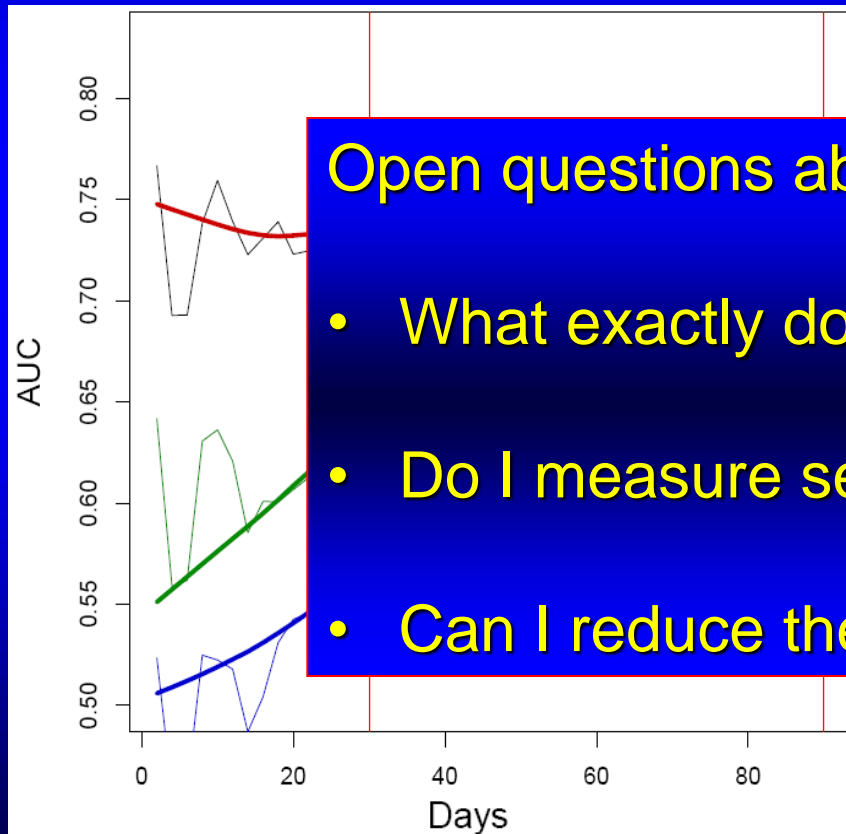 0.80
0.75
0.70
0.65
0.60
0.55
0.50
AUC
0 20 40 60 80
Days
Open questions ab
• What exactly do
• Do I measure se
• Can I reduce the